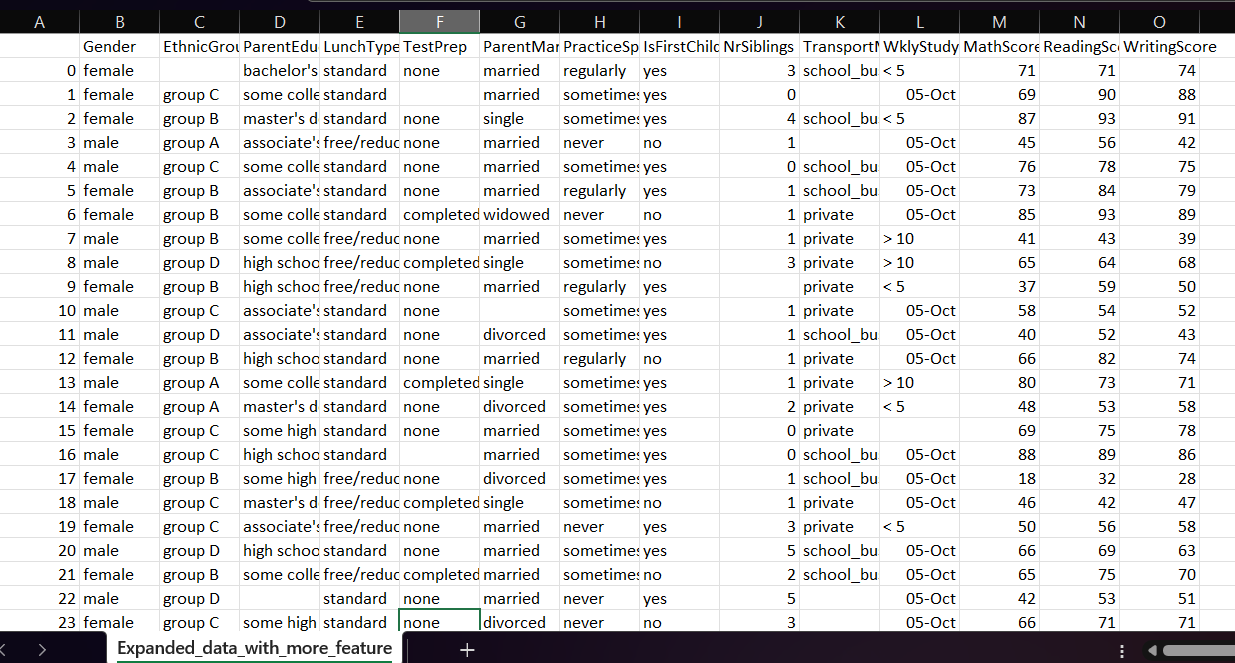 A B C D E F G H I J K L M N O
Gender EthnicGrou ParentEdu LunchType TestPrep ParentMar PracticeSp IsFirstChild NrSiblings TransportM WklyStudy MathScore ReadingSc WritingScore
0 female bachelor's standard none married regularly yes 3 school_bu < 5 71 71 74
1 female group C some colle standard married sometimes yes 0 05-Oct 69 90 88
2 female group B master's d standard none single sometimes yes 4 school_bu < 5 87 93 91
3 male group A associate's free/reduc none married never no 1 05-Oct 45 56 42
4 male group C some colle standard none married sometimes yes 0 school_bu 05-Oct 76 78 75
5 female group B associate's standard none married regularly yes 1 school_bu 05-Oct 73 84 79
6 female group B some colle standard completed widowed never no 1 private 05-Oct 85 93 89
7 male group B some colle free/reduc none married sometimes yes 1 private > 10 41 43 39
8 male group D high schoo free/reduc completed single sometimes no 3 private > 10 65 64 68
9 female group B high schoo free/reduc none married regularly yes private < 5 37 59 50
10 male group C associate's standard none sometimes yes 1 private 05-Oct 58 54 52
11 male group D associate's standard none divorced sometimes yes 1 school_bu 05-Oct 40 52 43
12 female group B high schoo standard none married regularly no 1 private 05-Oct 66 82 74
13 male group A some colle standard completed single sometimes yes 1 private > 10 80 73 71
14 female group A master's d standard none divorced sometimes yes 2 private < 5 48 53 58
15 female group C some high standard none married sometimes yes 0 private 69 75 78
16 male group C high schoo standard married sometimes yes 0 school_bu 05-Oct 88 89 86
17 female group B some high free/reduc none divorced sometimes yes 1 school_bu 05-Oct 18 32 28
18 male group C master's d free/reduc completed single sometimes no 1 private 05-Oct 46 42 47
19 female group C associate's free/reduc none married never yes 3 private < 5 50 56 58
20 male group D high schoo standard none married sometimes yes 5 school_bu 05-Oct 66 69 63
21 female group B some colle free/reduc completed married sometimes no 2 school_bu 05-Oct 65 75 70
22 male group D standard none married never yes 5 05-Oct 42 53 51
23 female group C some high standard none divorced never no 3 05-Oct 66 71 71
Expanded_data_with_more_feature